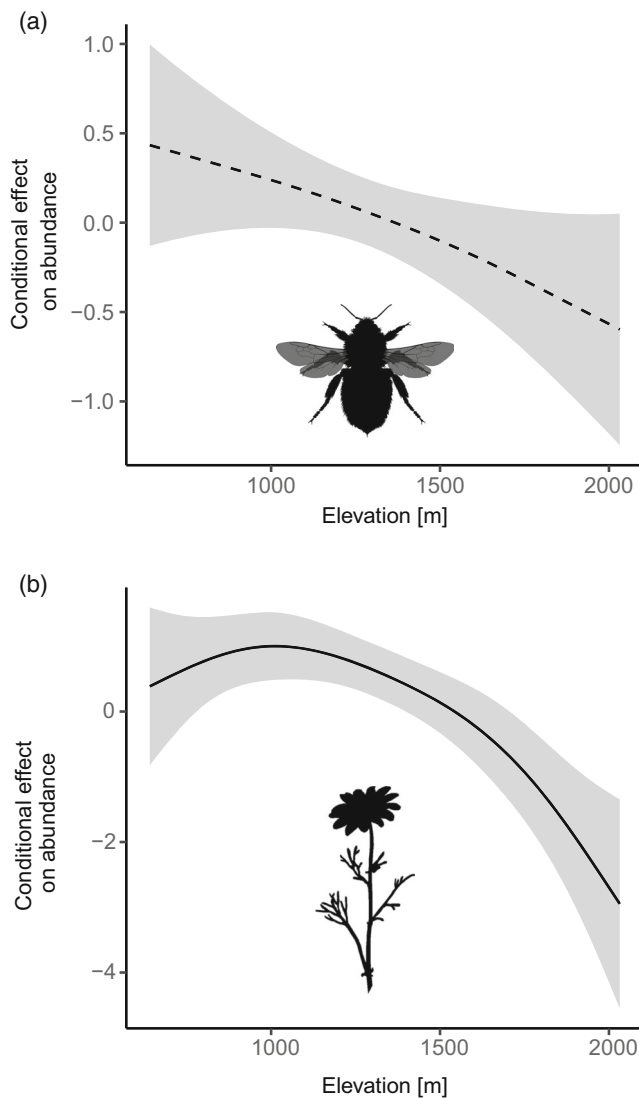 (a)
1.0
0.5
0.0
−0.5
−1.0
Conditional effect
on abundance
1000
1500
2000
Elevation [m]
(b)
0
−2
−4
Conditional effect
on abundance
1000
1500
2000
Elevation [m]